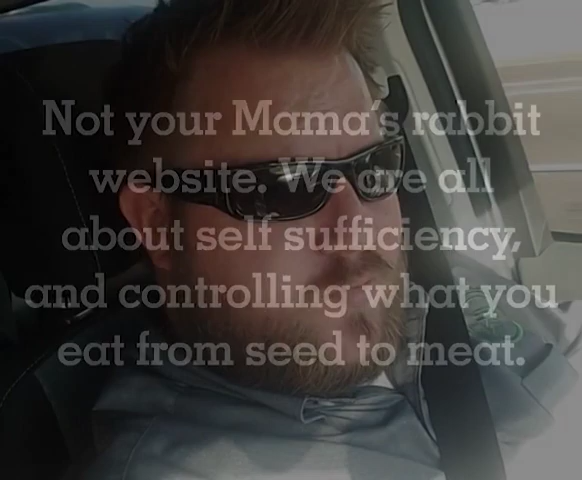 Not your Mama's rabbit
website. We are all
about self sufficiency,
and controlling what you
eat from seed to meat.